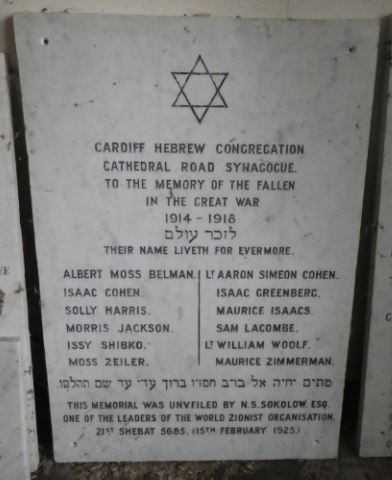 CARDIFF HEBREW CONGREGATION
CATHEDRAL ROAD SYNAGOGUE.
TO THE MEMORY OF THE FALLEN
IN THE GREAT WAR
1914 - 1918
לזכר עולם
THEIR NAME LIVETH FOR EVERMORE.
ALBERT MOSS BELMAN. LT AARON SIMEON COHEN.
ISAAC COHEN. ISAAC GREENBERG.
SOLLY HARRIS. MAURICE ISAACS.
MORRIS JACKSON. SAM LACOMBE.
ISSY SHIBKO. LT WILLIAM WOOLF.
MOSS ZEILER. MAURICE ZIMMERMAN.
מתים יחיה אל ברב חסדו ברוך עדי עד שם תהלתו.
THIS MEMORIAL WAS UNVEILED BY N.S. SOKOLOW, ESQ.
ONE OF THE LEADERS OF THE WORLD ZIONIST ORGANISATION.
21ST SHEBAT 5685. (15TH FEBRUARY 1925.)